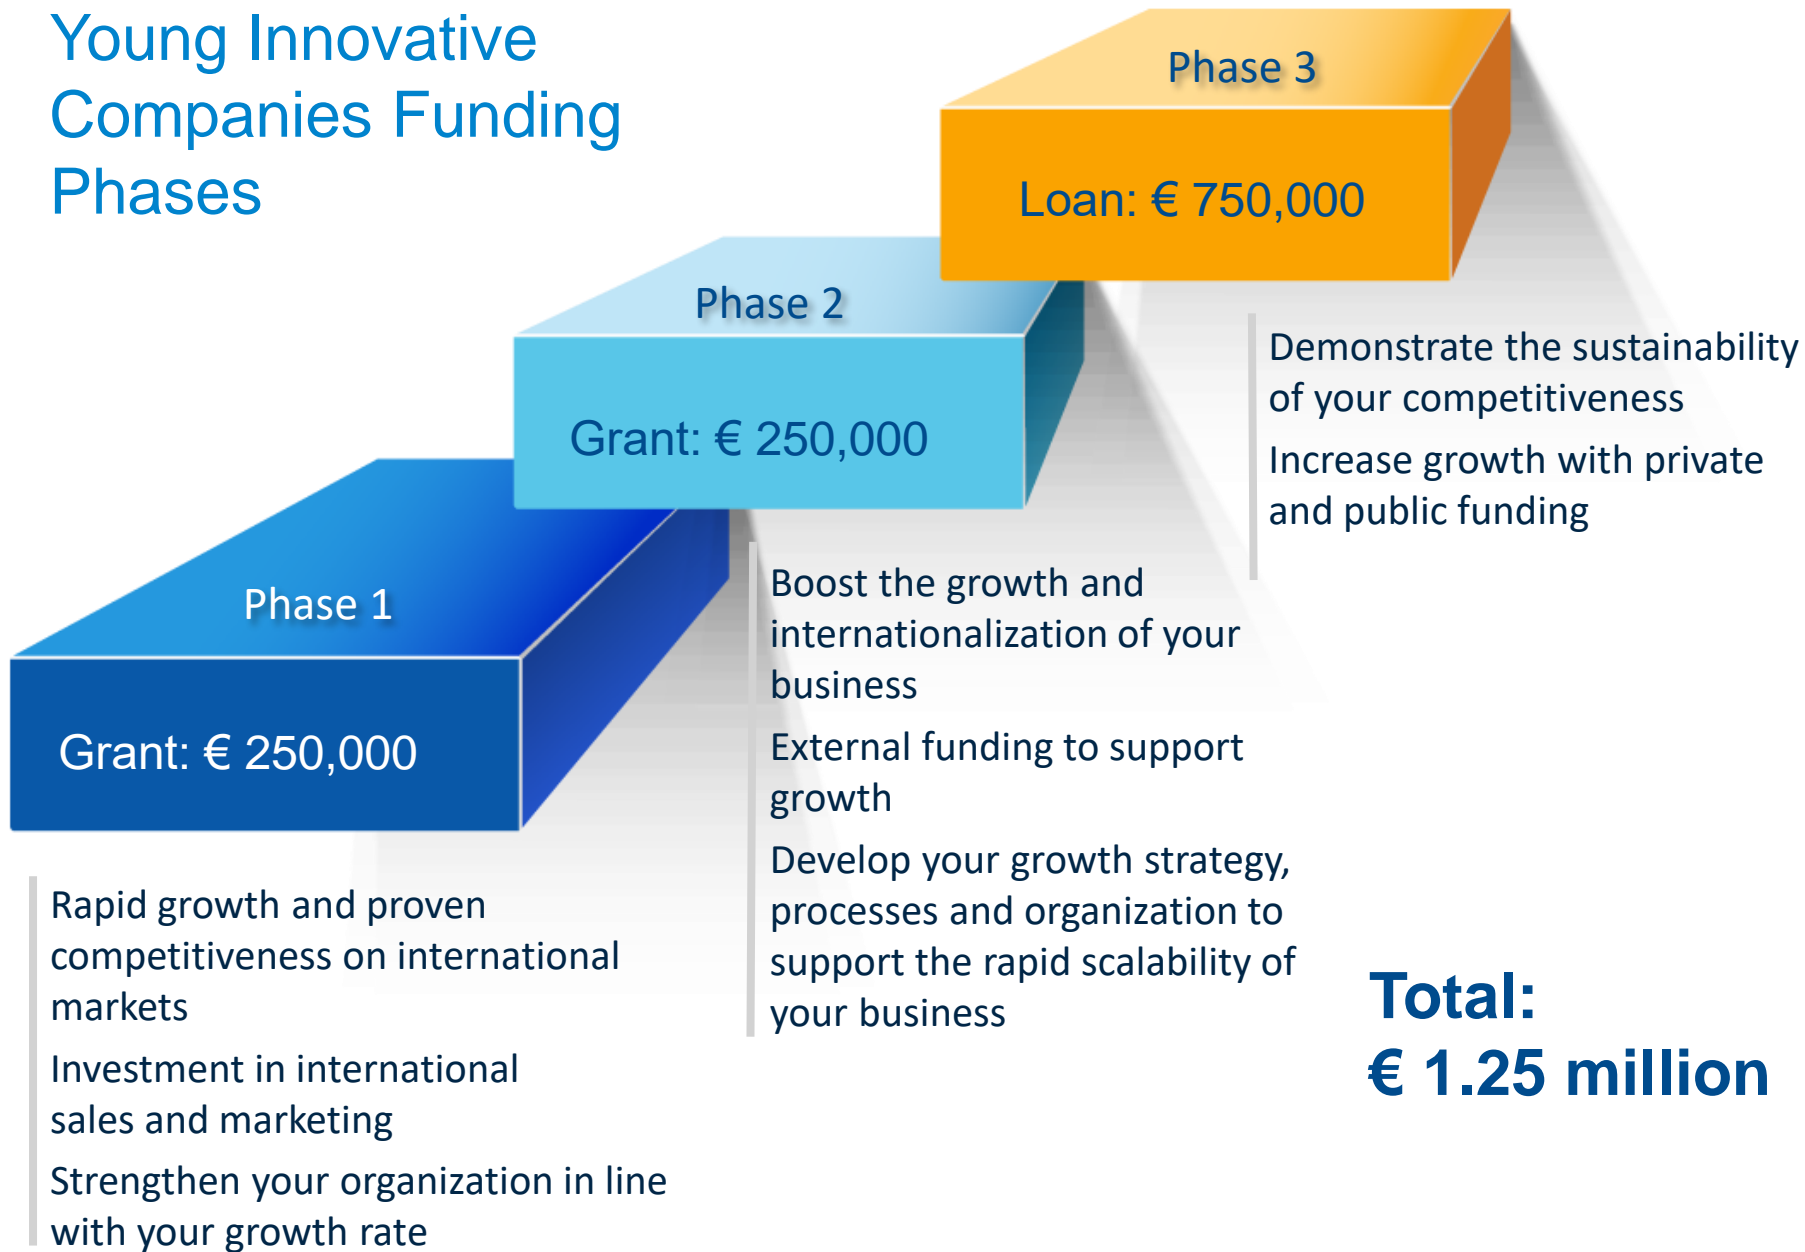 Young Innovative
Companies Funding
Phases
Phase 1
Grant: € 250,000
Rapid growth and proven
competitiveness on international
markets
Investment in international
sales and marketing
Strengthen your organization in line
with your growth rate
Phase 2
Grant: € 250,000
Boost the growth and
internationalization of your
business
External funding to support
growth
Develop your growth strategy,
processes and organization to
support the rapid scalability of
your business
Phase 3
Loan: € 750,000
Demonstrate the sustainability
of your competitiveness
Increase growth with private
and public funding
Total:
€ 1.25 million